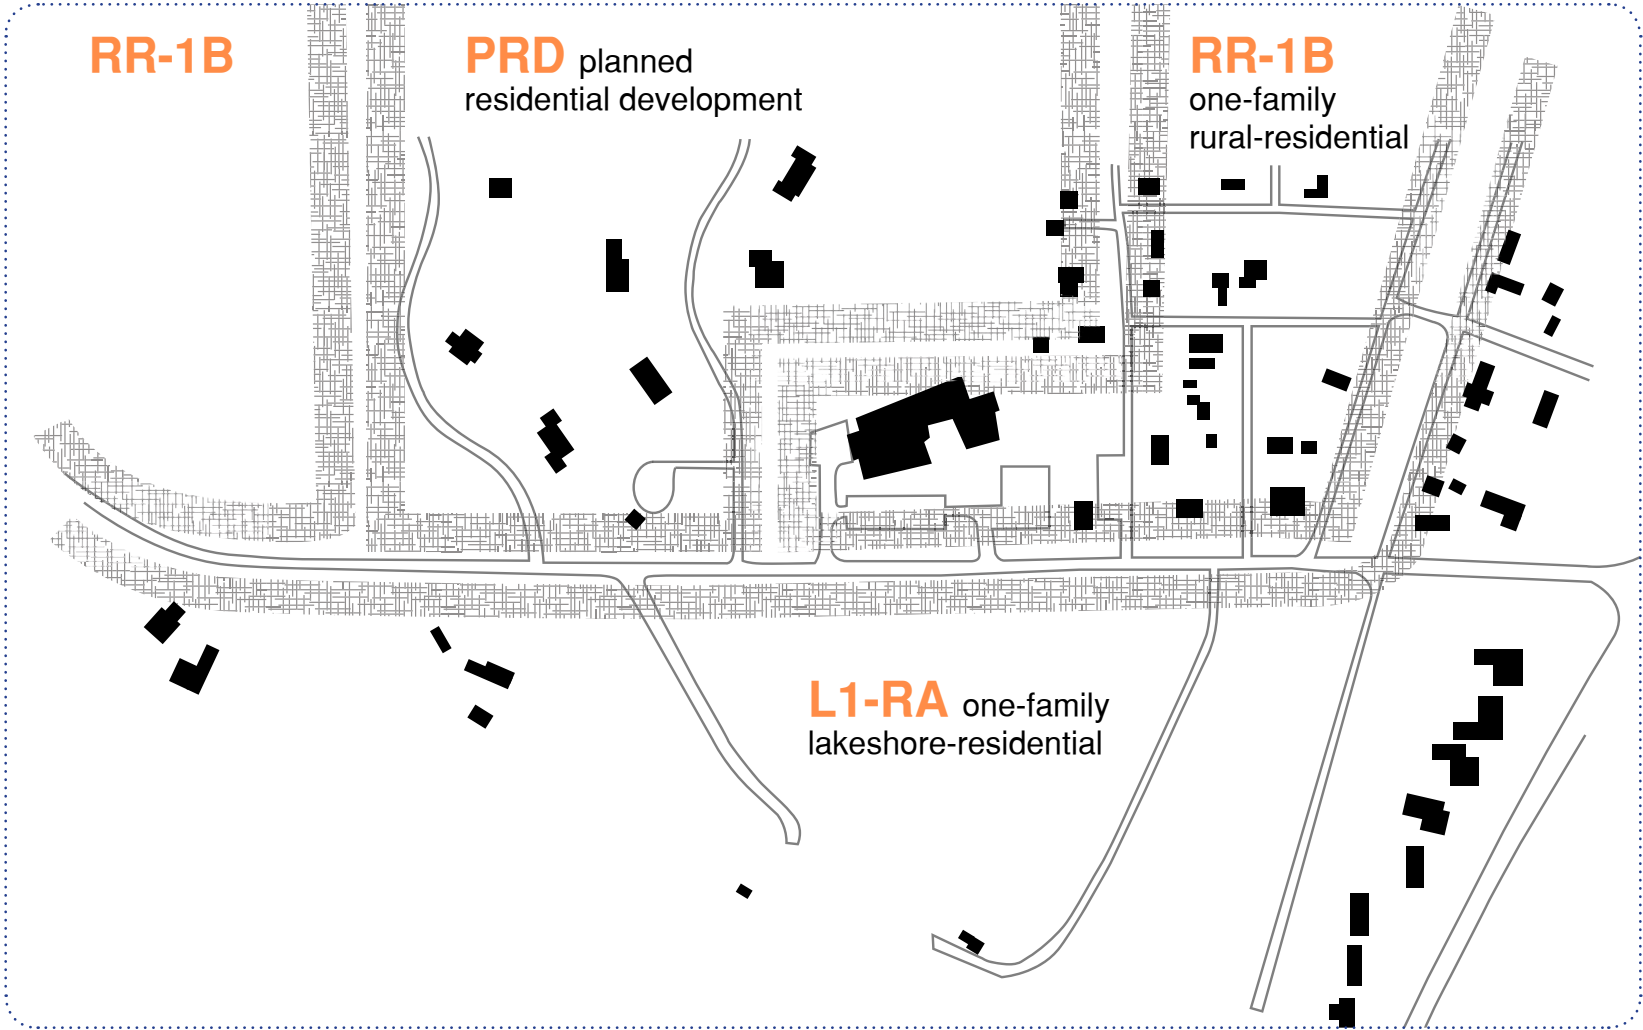 RR-1B
PRD planned
residential development
RR-1B
one-family
rural-residential
L1-RA one-family
lakeshore-residential